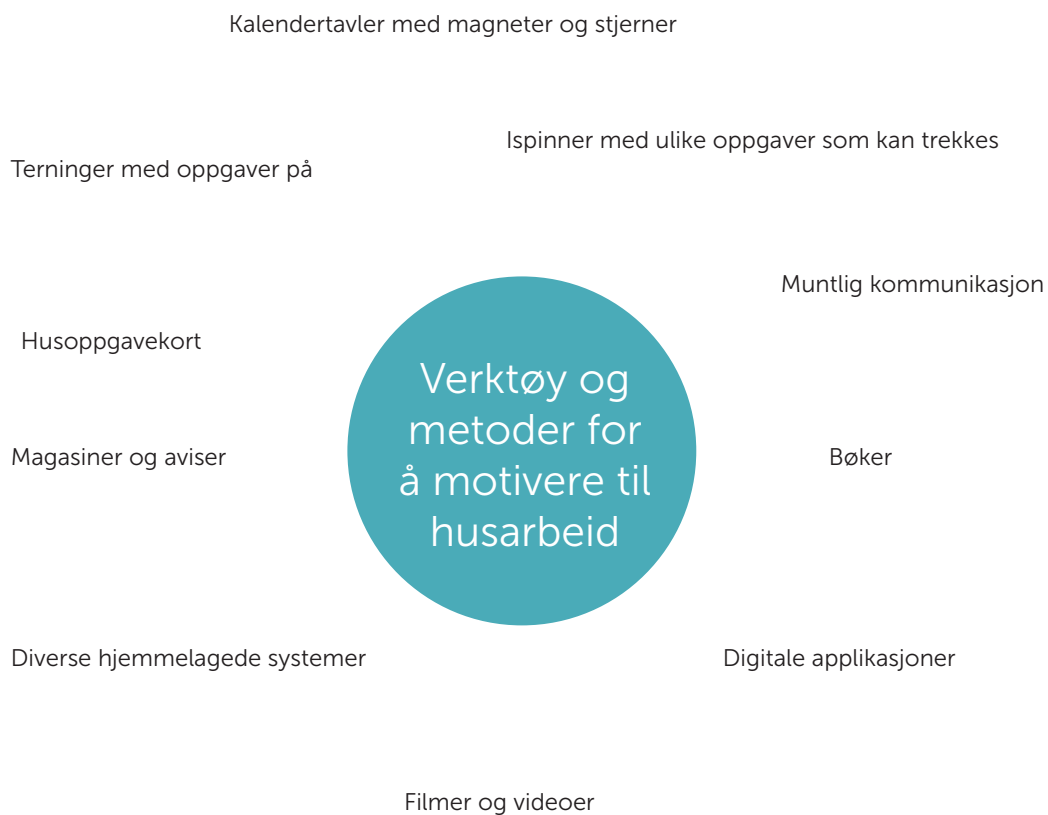 Kalendertavler med magneter og stjerner
Ispinner med ulike oppgaver som kan trekkes
Terninger med oppgaver på
Muntlig kommunikasjon
Husoppgavekort
Verktøy og
metoder for
å motivere til
husarbeid
Magasiner og aviser
Bøker
Diverse hjemmelagede systemer
Digitale applikasjoner
Filmer og videoer